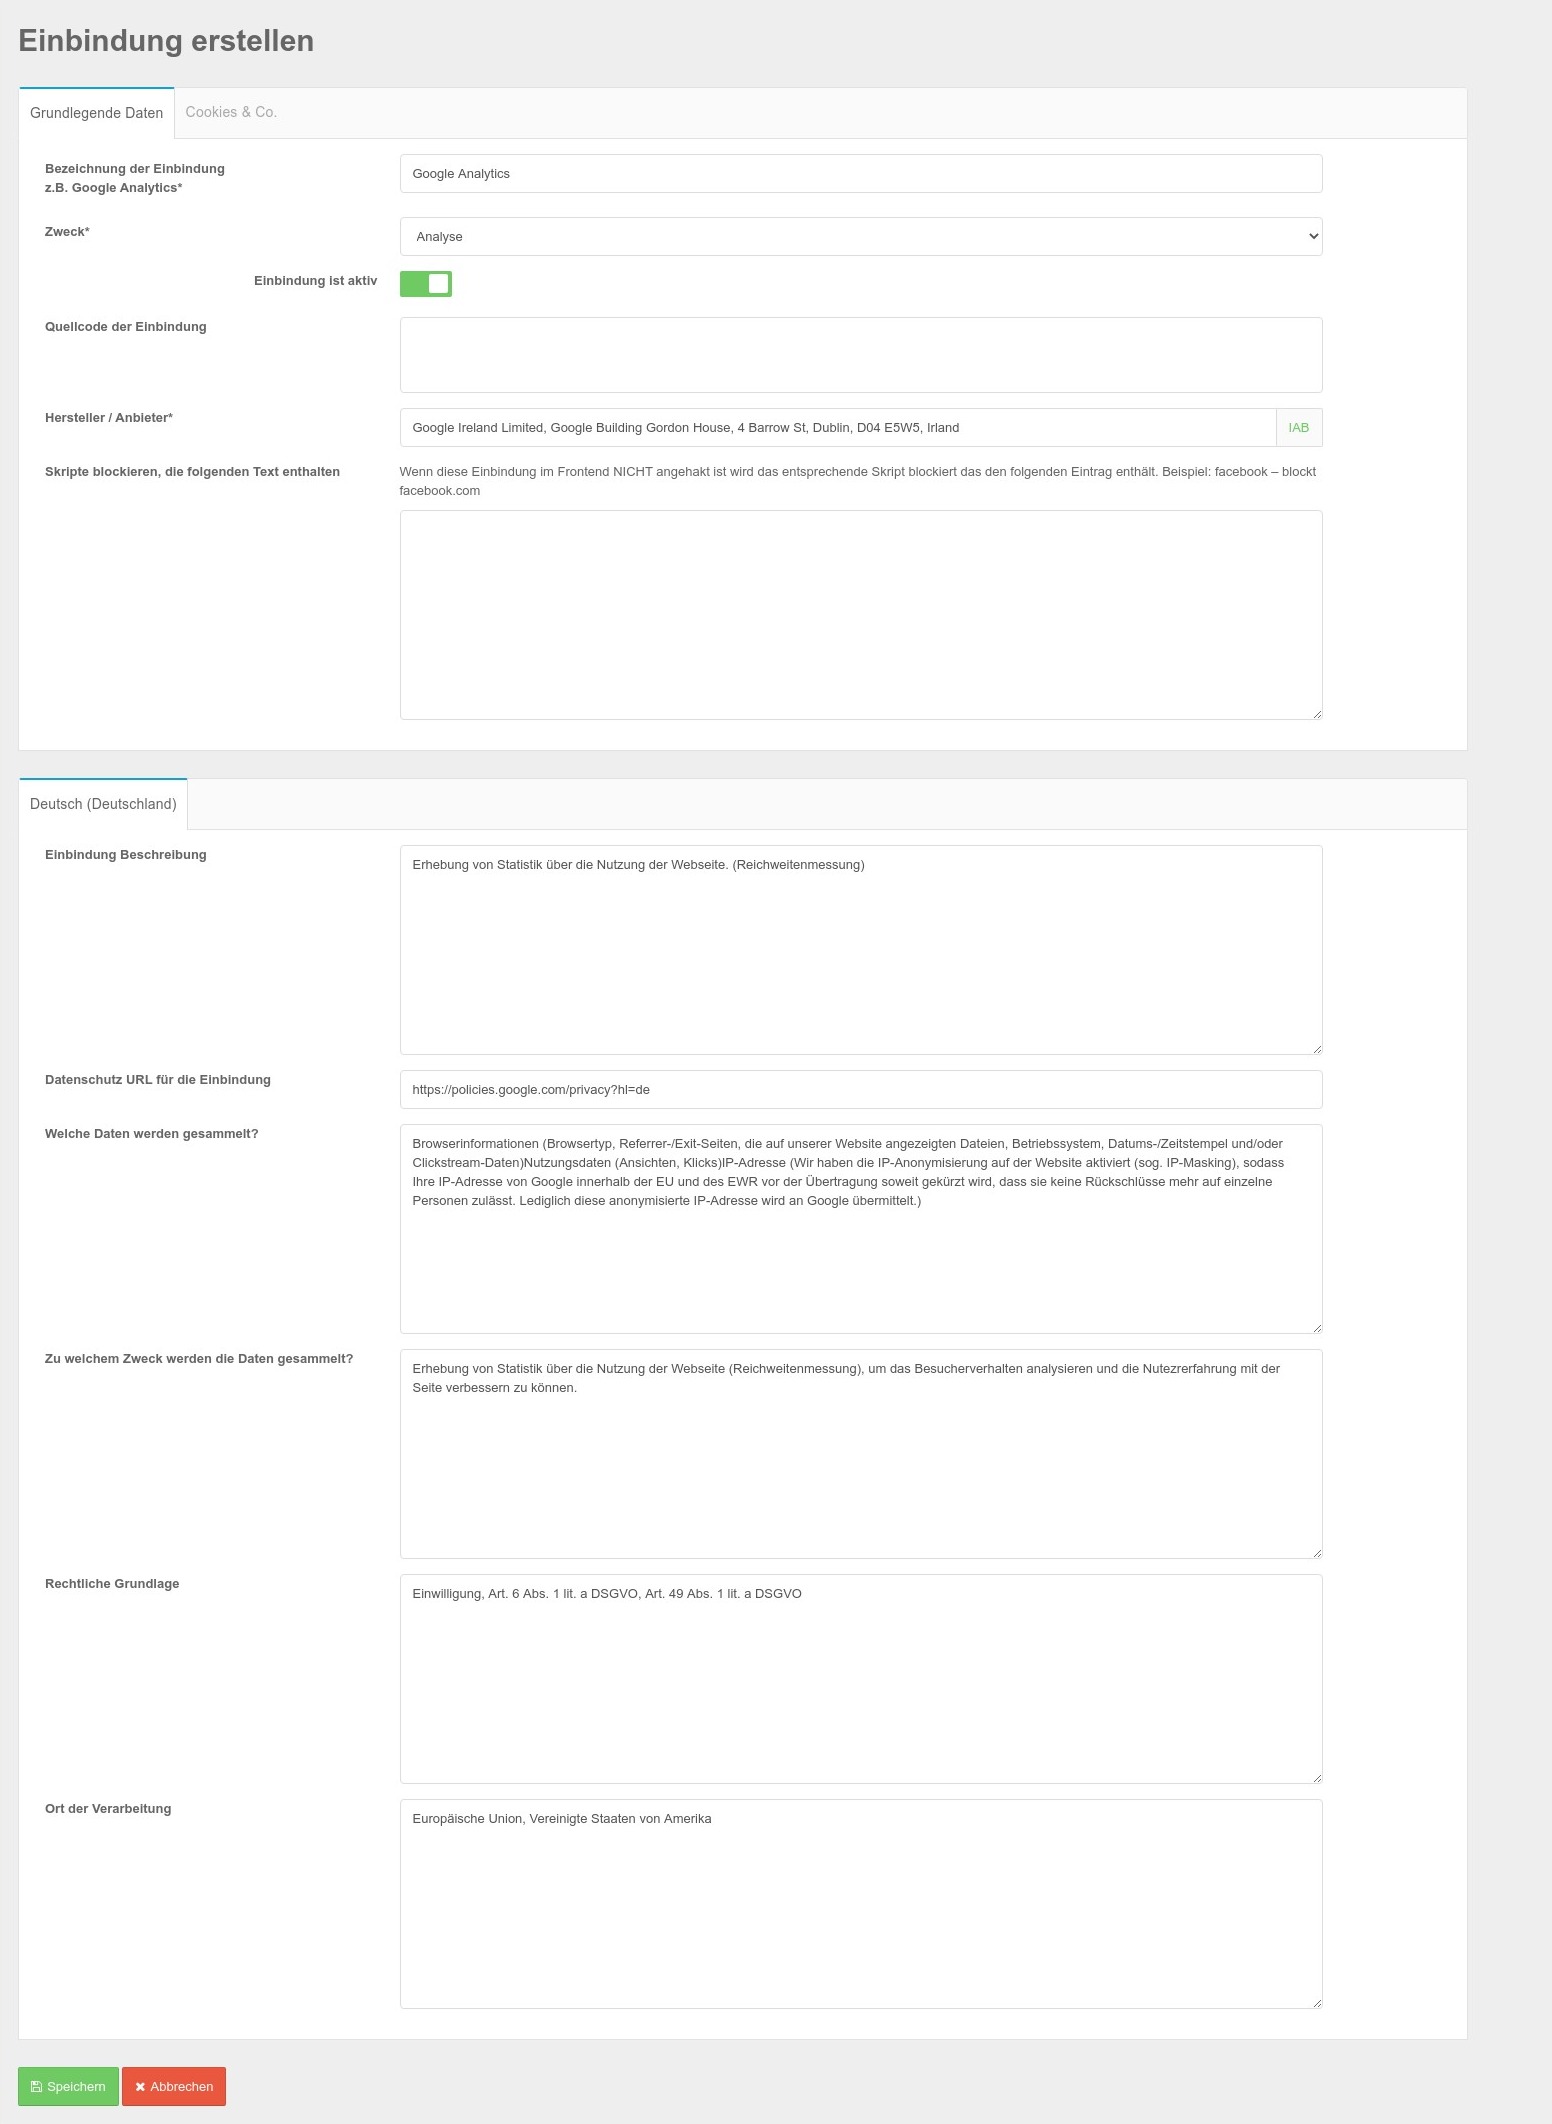 Einbindung erstellen
Grundlegende Daten
Cookies & Co.
Bezeichnung der Einbindung
z.B. Google Analytics*
Google Analytics
Zweck*
Analyse
Einbindung ist aktiv
Quellcode der Einbindung
Hersteller / Anbieter*
Google Ireland Limited, Google Building Gordon House, 4 Barrow St, Dublin, D04 E5W5, Irland
IAB
Skripte blockieren, die folgenden Text enthalten
Wenn diese Einbindung im Frontend NICHT angehakt ist wird das entsprechende Skript blockiert das den folgenden Eintrag enthält. Beispiel: facebook – blockt
facebook.com
Deutsch (Deutschland)
Einbindung Beschreibung
Erhebung von Statistik über die Nutzung der Webseite. (Reichweitenmessung)
Datenschutz URL für die Einbindung
https://policies.google.com/privacy?hl=de
Welche Daten werden gesammelt?
Browserinformationen (Browsertyp, Referrer-/Exit-Seiten, die auf unserer Website angezeigten Dateien, Betriebssystem, Datums-/Zeitstempel und/oder
Clickstream-Daten)Nutzungsdaten (Ansichten, Klicks)IP-Adresse (Wir haben die IP-Anonymisierung auf der Website aktiviert (sog. IP-Masking), sodass
Ihre IP-Adresse von Google innerhalb der EU und des EWR vor der Übertragung soweit gekürzt wird, dass sie keine Rückschlüsse mehr auf einzelne
Personen zulässt. Lediglich diese anonymisierte IP-Adresse wird an Google übermittelt.)
Zu welchem Zweck werden die Daten gesammelt?
Erhebung von Statistik über die Nutzung der Webseite (Reichweitenmessung), um das Besucherverhalten analysieren und die Nutezrerfahrung mit der
Seite verbessern zu können.
Rechtliche Grundlage
Einwilligung, Art. 6 Abs. 1 lit. a DSGVO, Art. 49 Abs. 1 lit. a DSGVO
Ort der Verarbeitung
Europäische Union, Vereinigte Staaten von Amerika
Speichern
Abbrechen